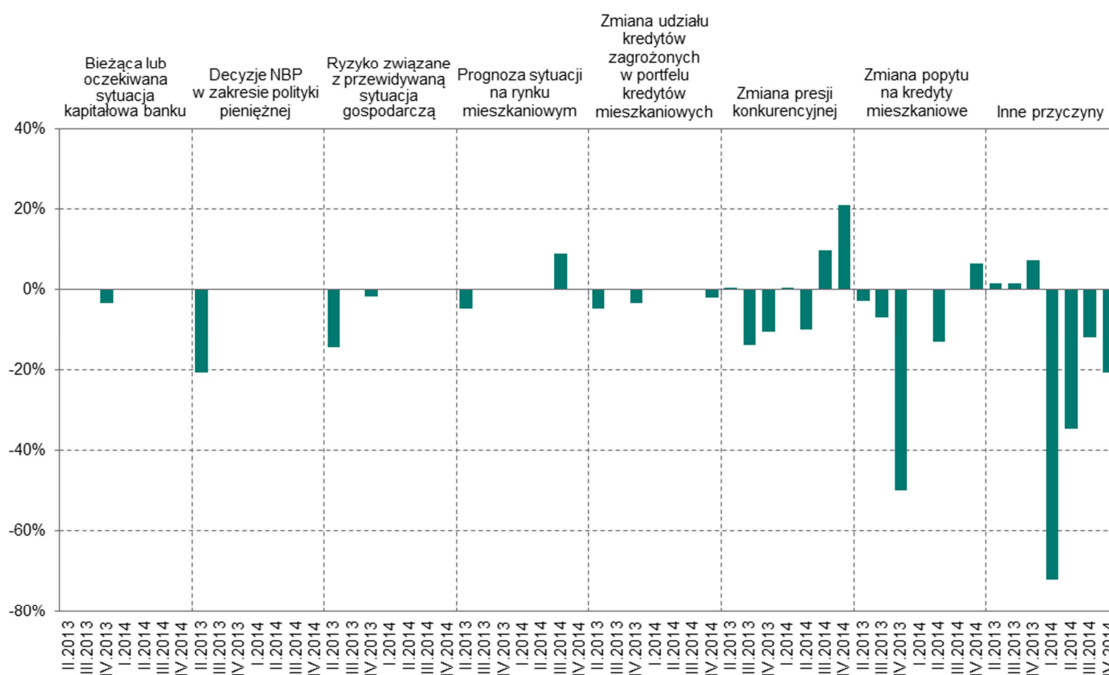 Bieżąca lub
oczekiwana
sytuacja
kapitałowa banku
Decyzje NBP
w zakresie polityki
pieniężnej
Ryzyko związane
z przewidywaną
sytuacja
gospodarczą
Prognoza sytuacji
na rynku
mieszkaniowym
Zmiana udziału
kredytów
zagrożonych
w portfelu
kredytów
mieszkaniowych
Zmiana presji
konkurencyjnej
Zmiana popytu
na kredyty
mieszkaniowe
Inne przyczyny
40%
20%
0%
-20%
-40%
-60%
-80%
II.2013
III.2013
IV.2013
I.2014
II.2014
III.2014
IV.2014
II.2013
III.2013
IV.2013
I.2014
II.2014
III.2014
IV.2014
II.2013
III.2013
IV.2013
I.2014
II.2014
III.2014
IV.2014
II.2013
III.2013
IV.2013
I.2014
II.2014
III.2014
IV.2014
II.2013
III.2013
IV.2013
I.2014
II.2014
III.2014
IV.2014
II.2013
III.2013
IV.2013
I.2014
II.2014
III.2014
IV.2014
II.2013
III.2013
IV.2013
I.2014
II.2014
III.2014
IV.2014
II.2013
III.2013
IV.2013
I.2014
II.2014
III.2014
IV.2014